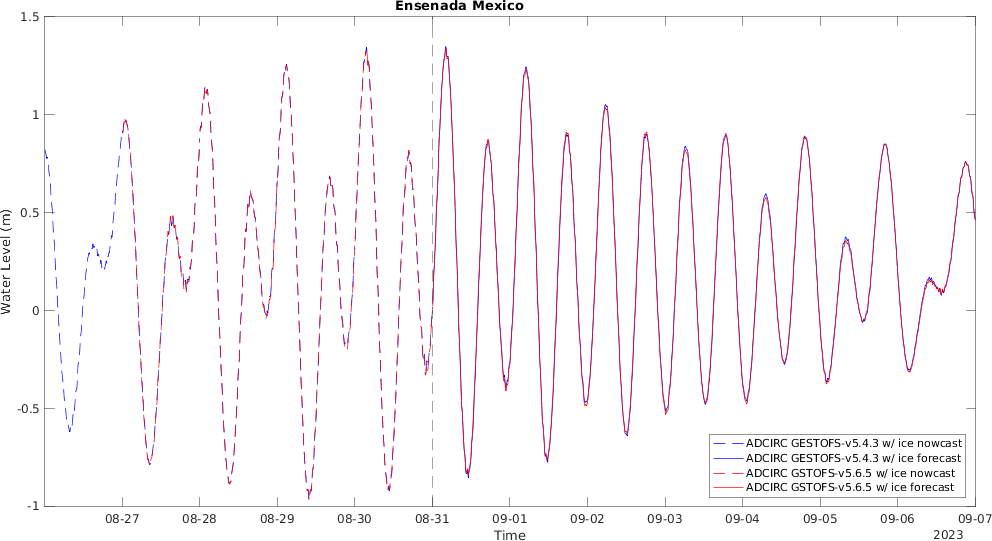 Ensenada Mexico
1.5
1
0.5
0
-0.5
-1
Water Level (m)
08-27 08-28 08-29 08-30 08-31 09-01 09-02 09-03 09-04 09-05 09-06 09-07
Time
2023
ADCIRC GESTOFS-v5.4.3 w/ ice nowcast
ADCIRC GESTOFS-v5.4.3 w/ ice forecast
ADCIRC GSTOFS-v5.6.5 w/ ice nowcast
ADCIRC GSTOFS-v5.6.5 w/ ice forecast